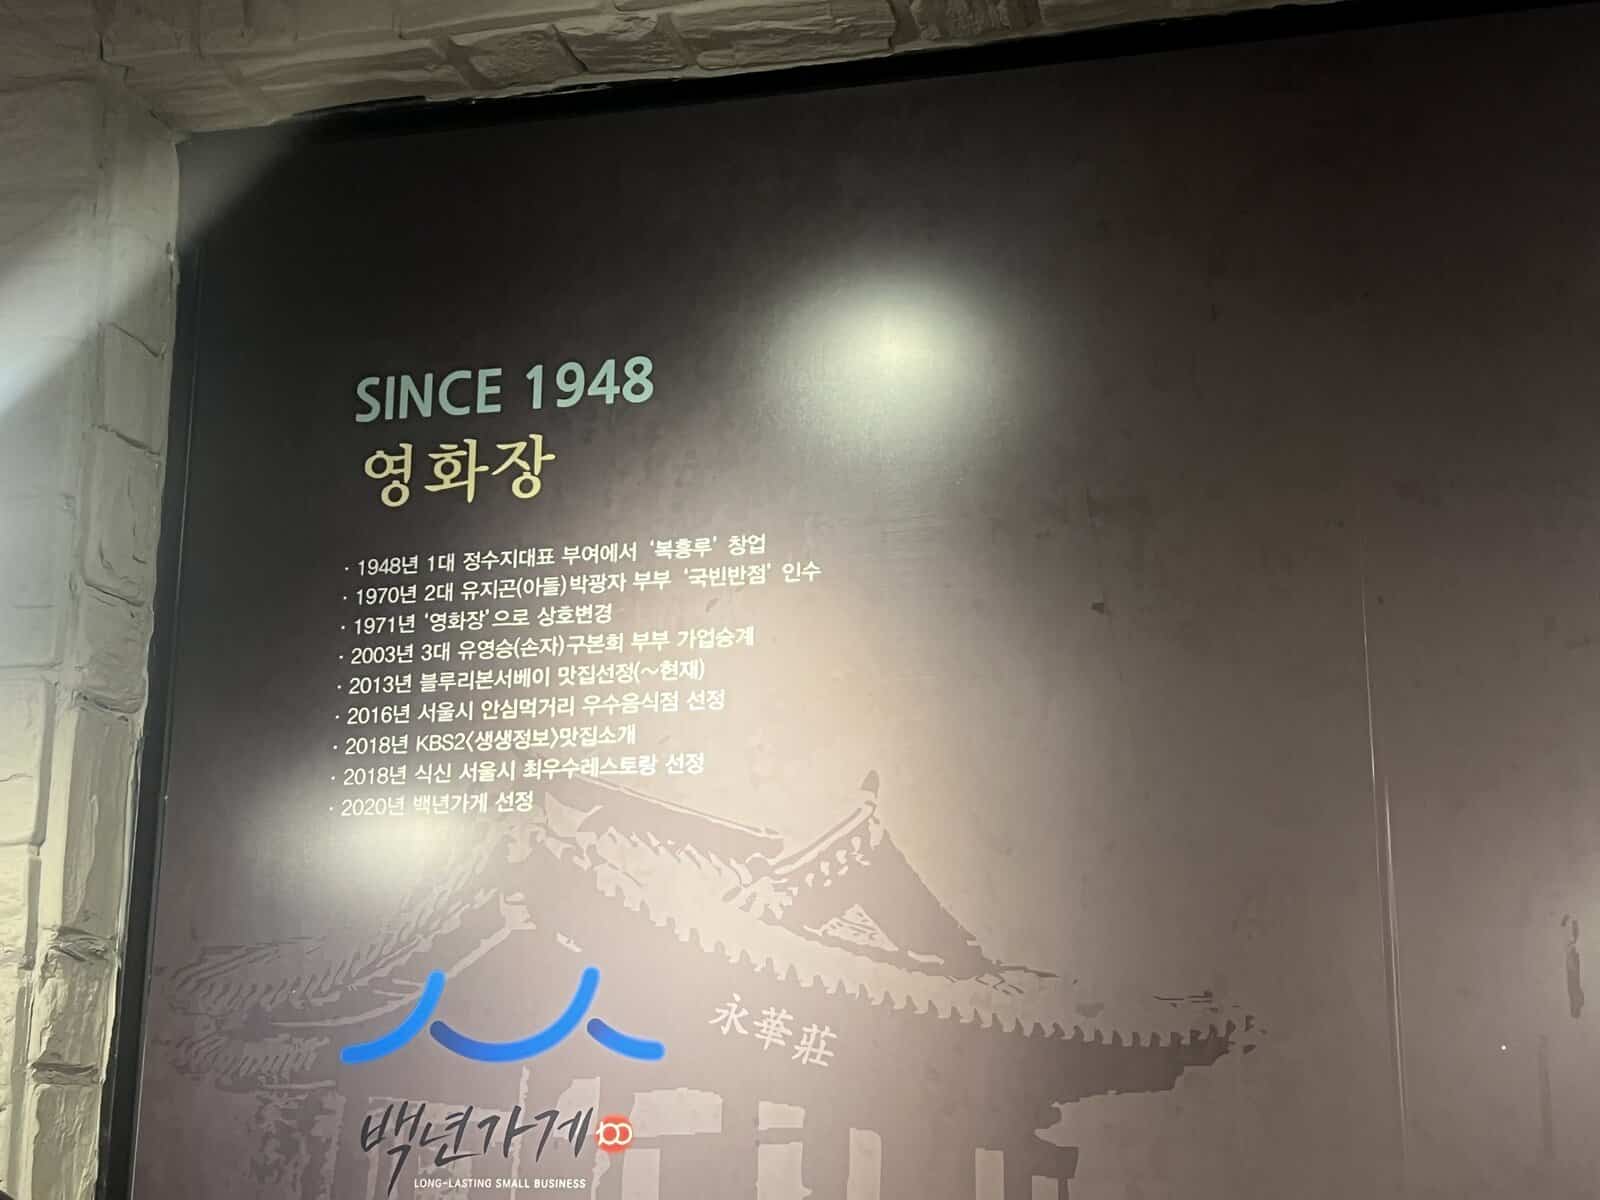 SINCE 1948
영화장
· 1948년 1대 정수지대표 부여에서 '복흥루' 창업
· 1970년 2대 유지곤(아들)박광자 부부 '국빈반점' 인수
· 1971년 '영화장'으로 상호변경
· 2003년 3대 유영승(손자)구본희 부부 가업승계
· 2013년 블루리본서베이 맛집선정(~현재)
· 2016년 서울시 안심먹거리 우수음식점 선정
· 2018년 KBS2<생생정보>맛집소개
· 2018년 식신 서울시 최우수레스토랑 선정
· 2020년 백년가게 선정
永華莊
백년가게 100
LONG-LASTING SMALL BUSINESS